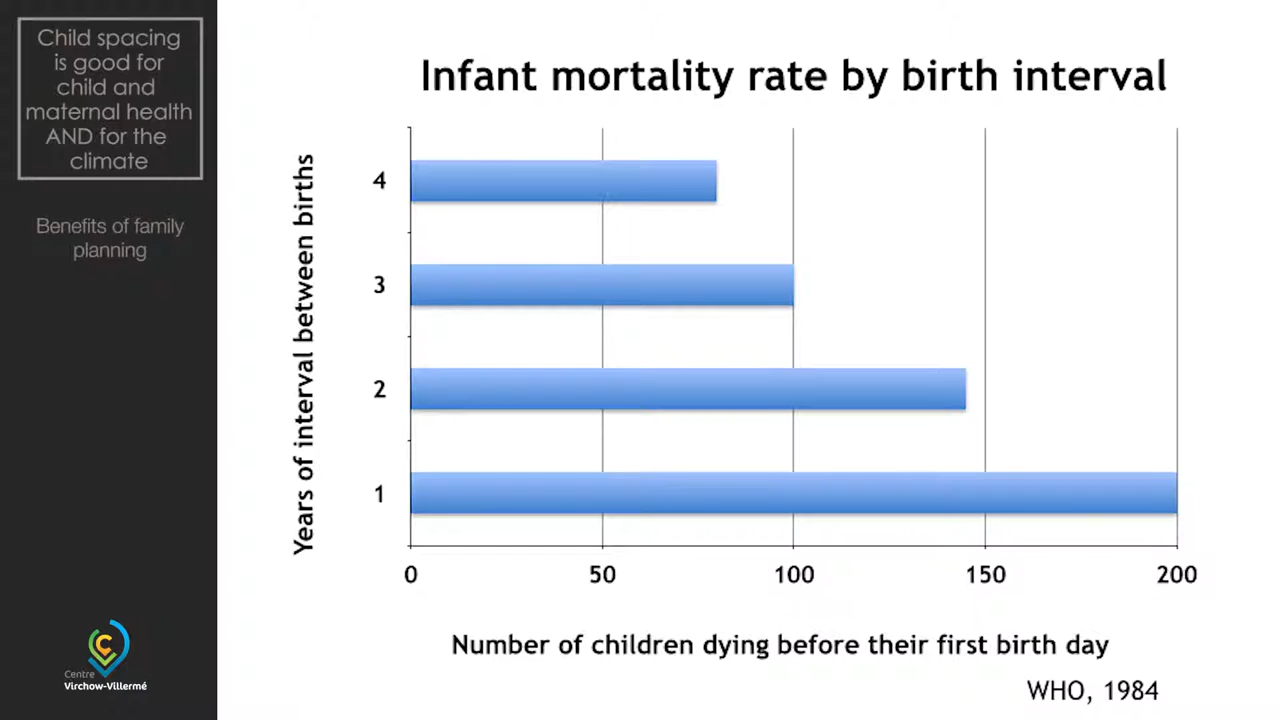 Child spacing
is good for
child and
maternal health
AND for the
climate
Benefits of family
planning
Centre
Virchow-Villermé
Infant mortality rate by birth interval
Years of interval between births
4
3
2
1
0 50 100 150 200
Number of children dying before their first birth day
WHO, 1984